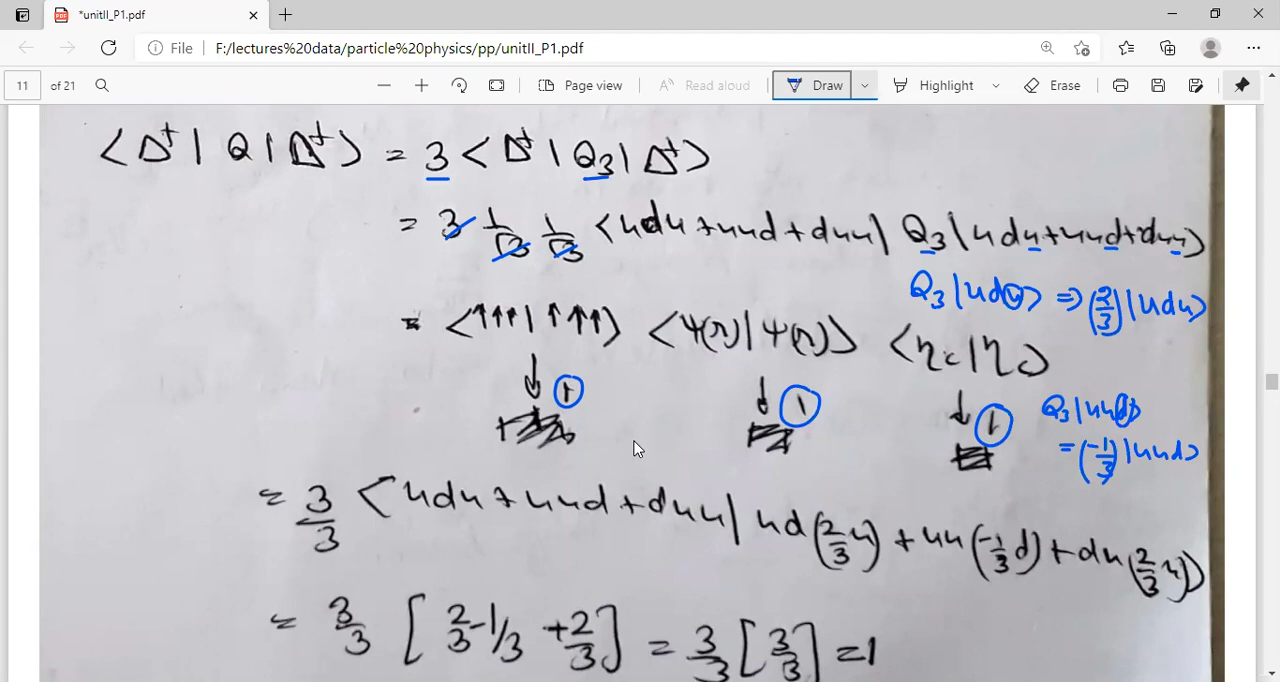 *unitII_P1.pdf
File F:/lectures%20data/particle%20physics/pp/unitII_P1.pdf
11 of 21 Page view Read aloud Draw Highlight Erase
<Δ⁺| Q |Δ⁺> = 3 <Δ⁺| Q₃ |Δ⁺>
= 3 1/√3 1/√3 <udu + uud + duu| Q₃ |udu + uud + duu>
Q₃ |udu> => (2/3) |udu>
= <↑↑↑|↑↑↑> <ψ(r)|ψ(r)> <ηc|ηc>
1 1 1
Q₃ |uud>
= (-1/3) |uud>
= 3/3 <udu + uud + duu| ud(2/3 u) + uu(-1/3 d) + du(2/3 u)>
= 3/3 [2/3 - 1/3 + 2/3] = 3/3 [3/3] = 1